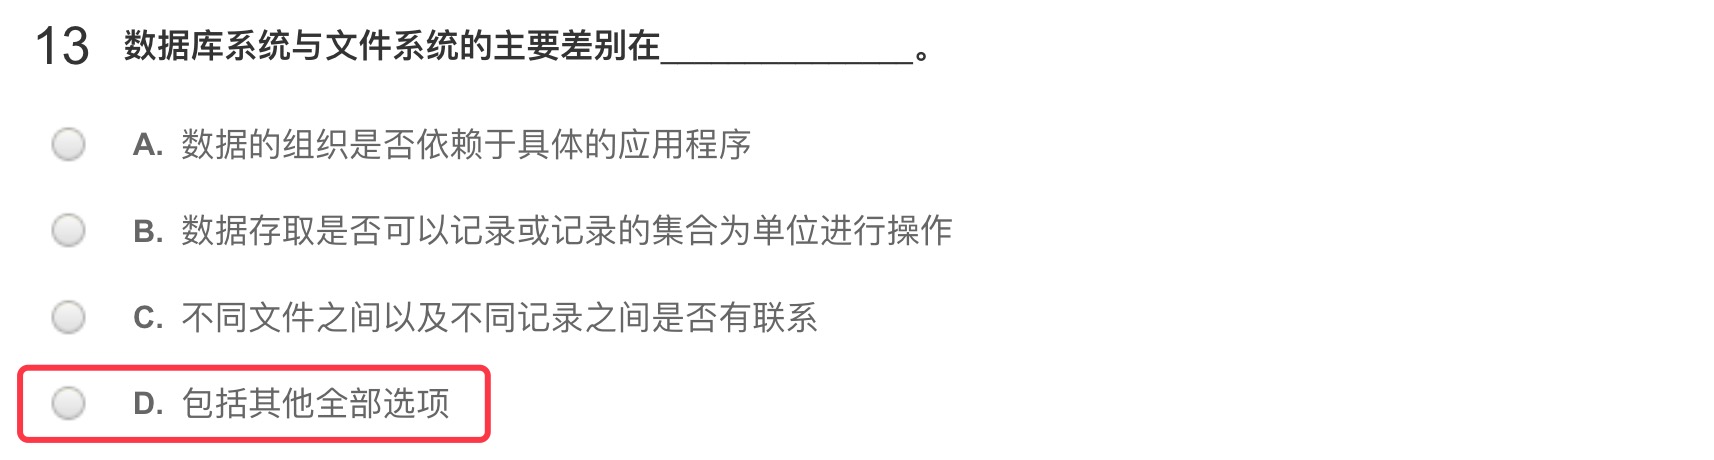 13 数据库系统与文件系统的主要差别在_______________。
A. 数据的组织是否依赖于具体的应用程序
B. 数据存取是否可以记录或记录的集合为单位进行操作
C. 不同文件之间以及不同记录之间是否有联系
D. 包括其他全部选项